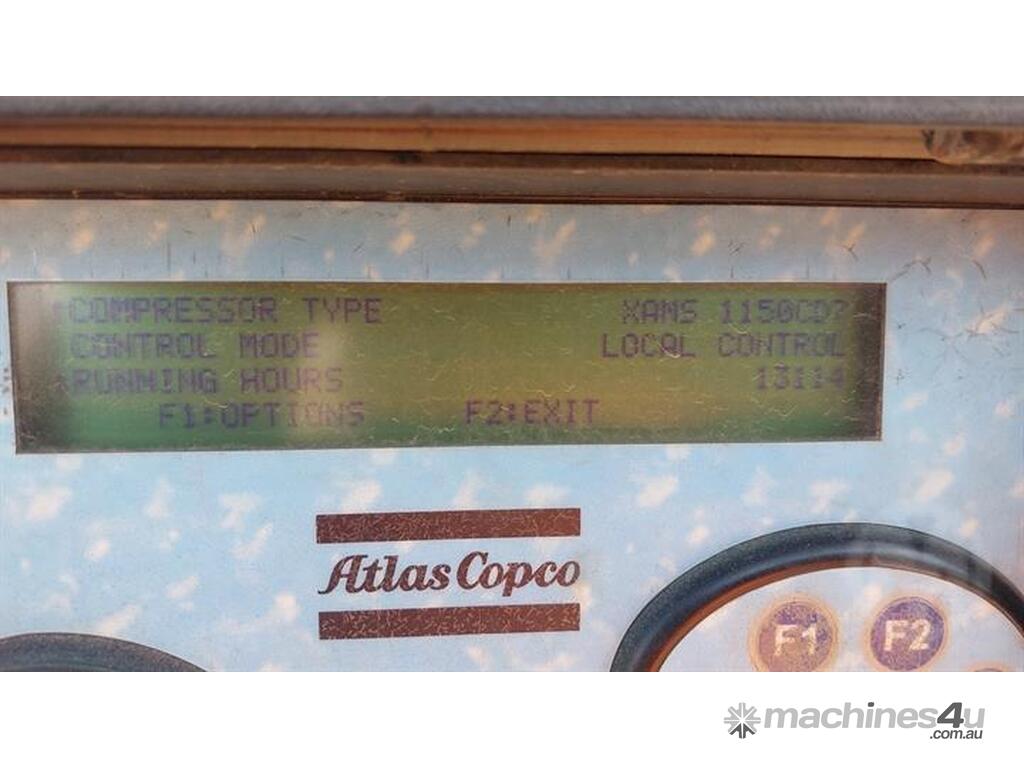 COMPRESSOR TYPE XAMS 1150CD7
CONTROL MODE LOCAL CONTROL
RUNNING HOURS 13114
F1:OPTIONS F2:EXIT
Atlas Copco
F1 F2
machines4u
.com.au